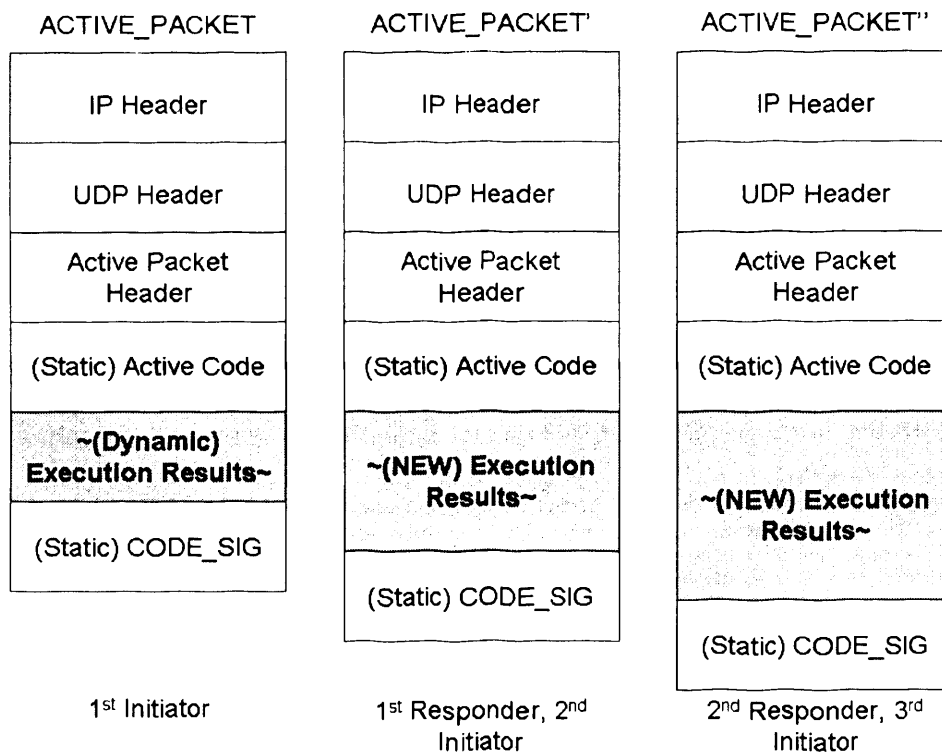 ACTIVE_PACKET
IP Header
UDP Header
Active Packet
Header
(Static) Active Code
~(Dynamic)
Execution Results~
(Static) CODE_SIG
1st Initiator
ACTIVE_PACKET'
IP Header
UDP Header
Active Packet
Header
(Static) Active Code
~(NEW) Execution
Results~
(Static) CODE_SIG
1st Responder, 2nd
Initiator
ACTIVE_PACKET''
IP Header
UDP Header
Active Packet
Header
(Static) Active Code
~(NEW) Execution
Results~
(Static) CODE_SIG
2nd Responder, 3rd
Initiator